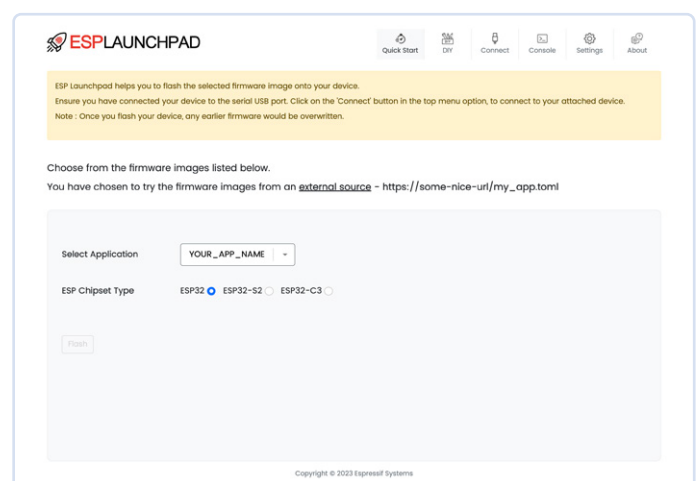 ESPLAUNCHPAD
Quick Start DIY Connect Console Settings About
ESP Launchpad helps you to flash the selected firmware image onto your device.
Ensure you have connected your device to the serial USB port. Click on the 'Connect' button in the top menu option, to connect to your attached device.
Note : Once you flash your device, any earlier firmware would be overwritten.
Choose from the firmware images listed below.
You have chosen to try the firmware images from an external source - https://some-nice-url/my_app.toml
Select Application YOUR_APP_NAME
ESP Chipset Type ESP32 ESP32-S2 ESP32-C3
Flash
Copyright © 2023 Espressif Systems